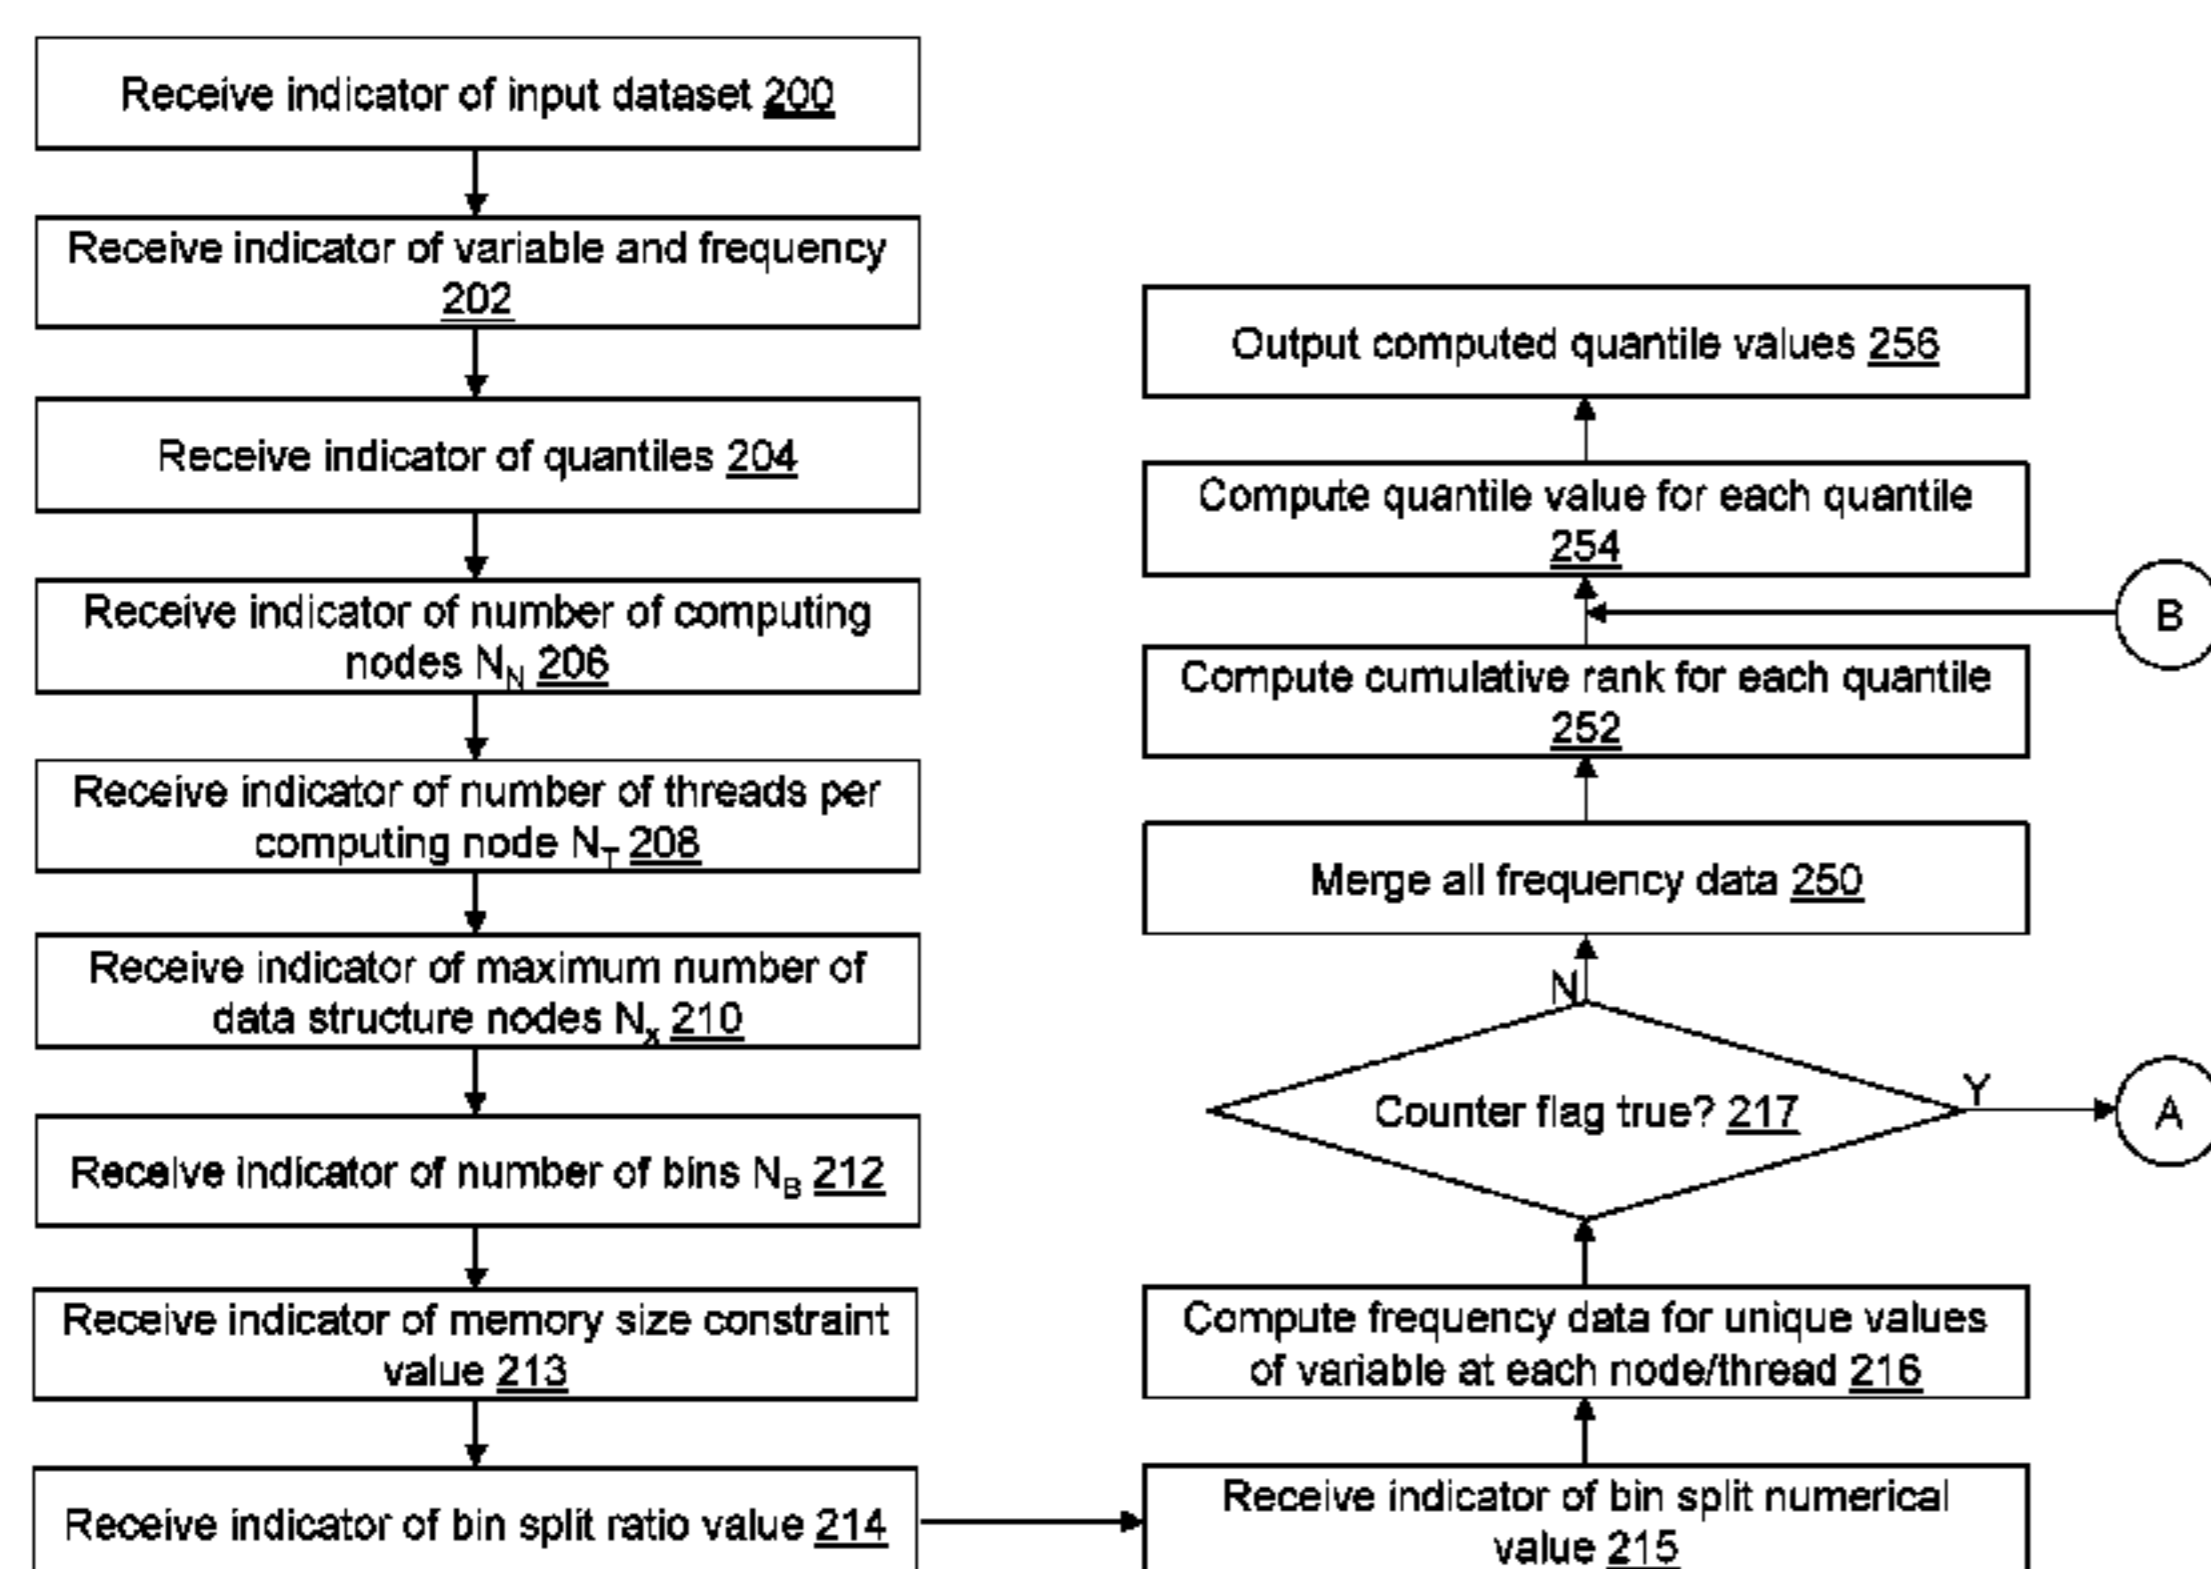 Receive indicator of input dataset 200
Receive indicator of variable and frequency
202
Receive indicator of quantiles 204
Receive indicator of number of computing
nodes N_N 206
Receive indicator of number of threads per
computing node N_T 208
Receive indicator of maximum number of
data structure nodes N_x 210
Receive indicator of number of bins N_B 212
Receive indicator of memory size constraint
value 213
Receive indicator of bin split ratio value 214
Receive indicator of bin split numerical
value 215
Compute frequency data for unique values
of variable at each node/thread 216
Counter flag true? 217
Y
A
N
Merge all frequency data 250
Compute cumulative rank for each quantile
252
B
Compute quantile value for each quantile
254
Output computed quantile values 256